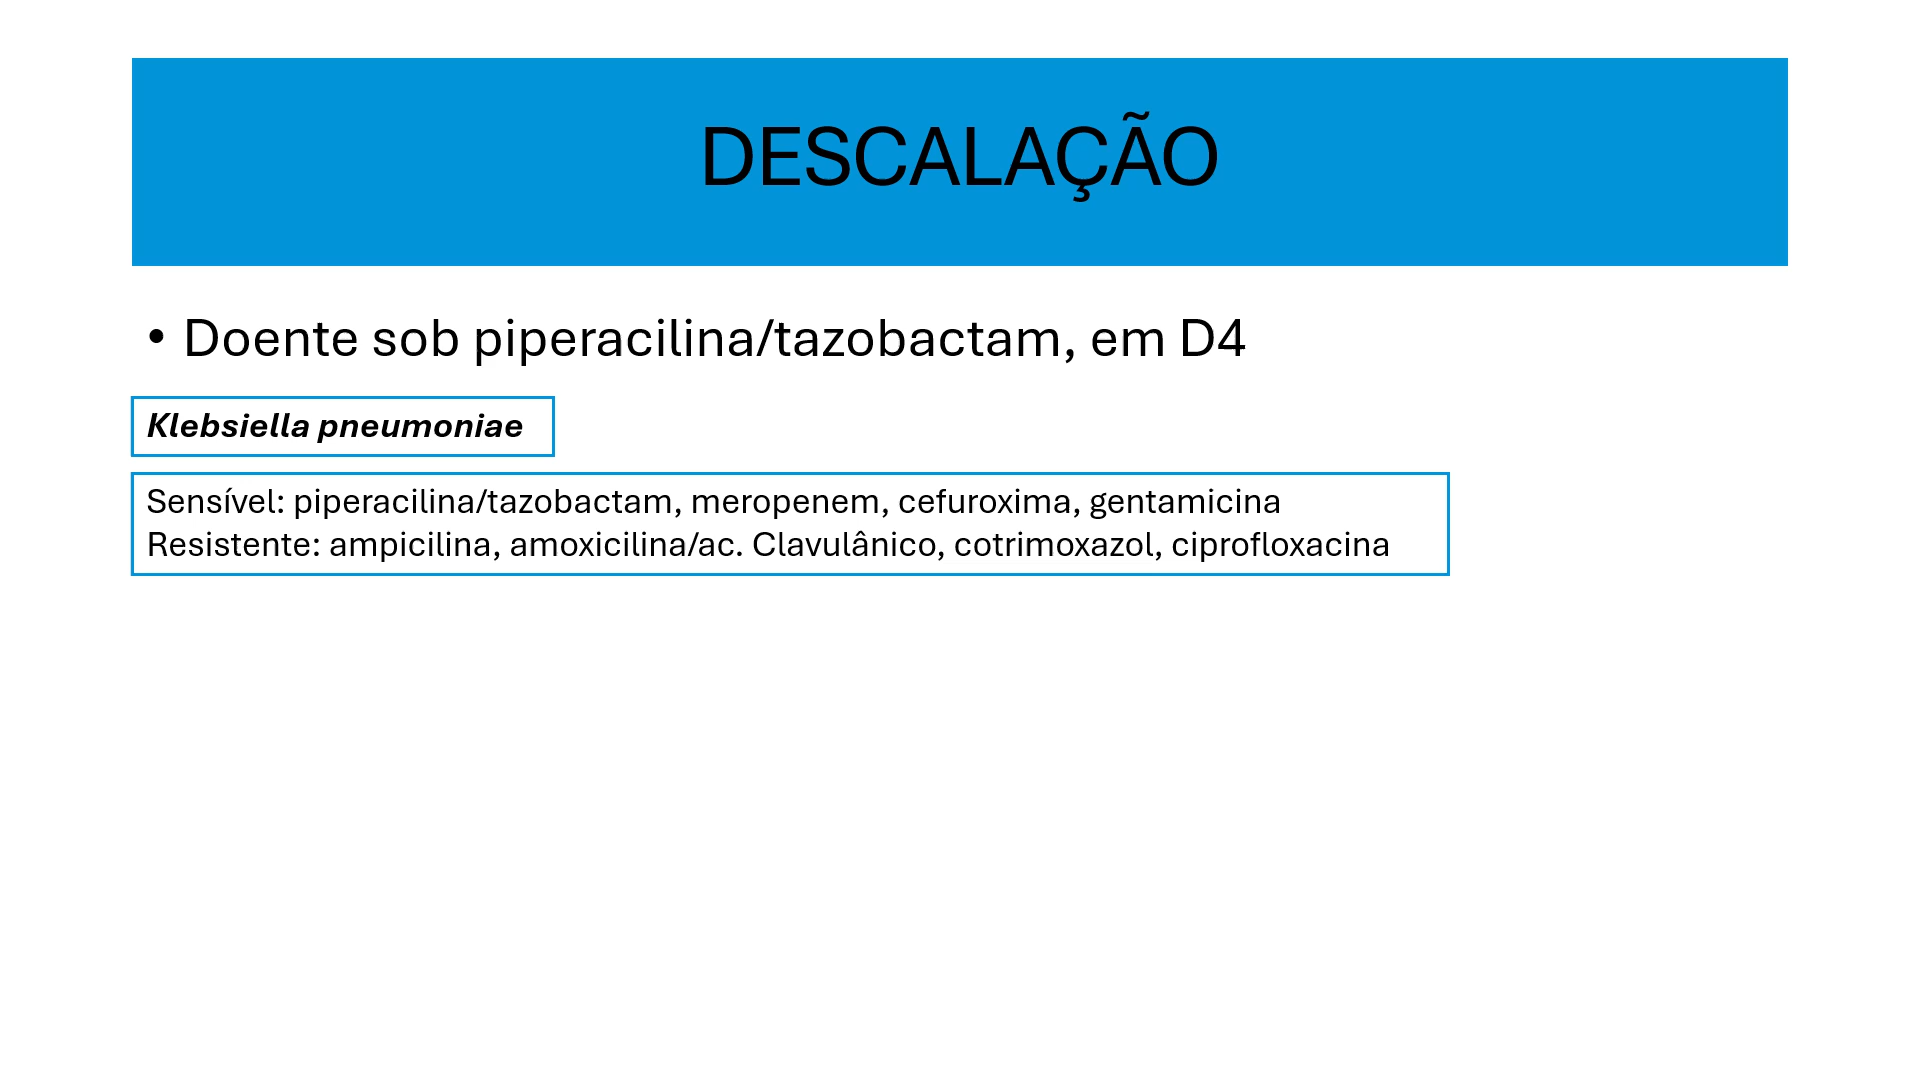 DESCALAÇÃO
• Doente sob piperacilina/tazobactam, em D4
Klebsiella pneumoniae
Sensível: piperacilina/tazobactam, meropenem, cefuroxima, gentamicina
Resistente: ampicilina, amoxicilina/ac. Clavulânico, cotrimoxazol, ciprofloxacina